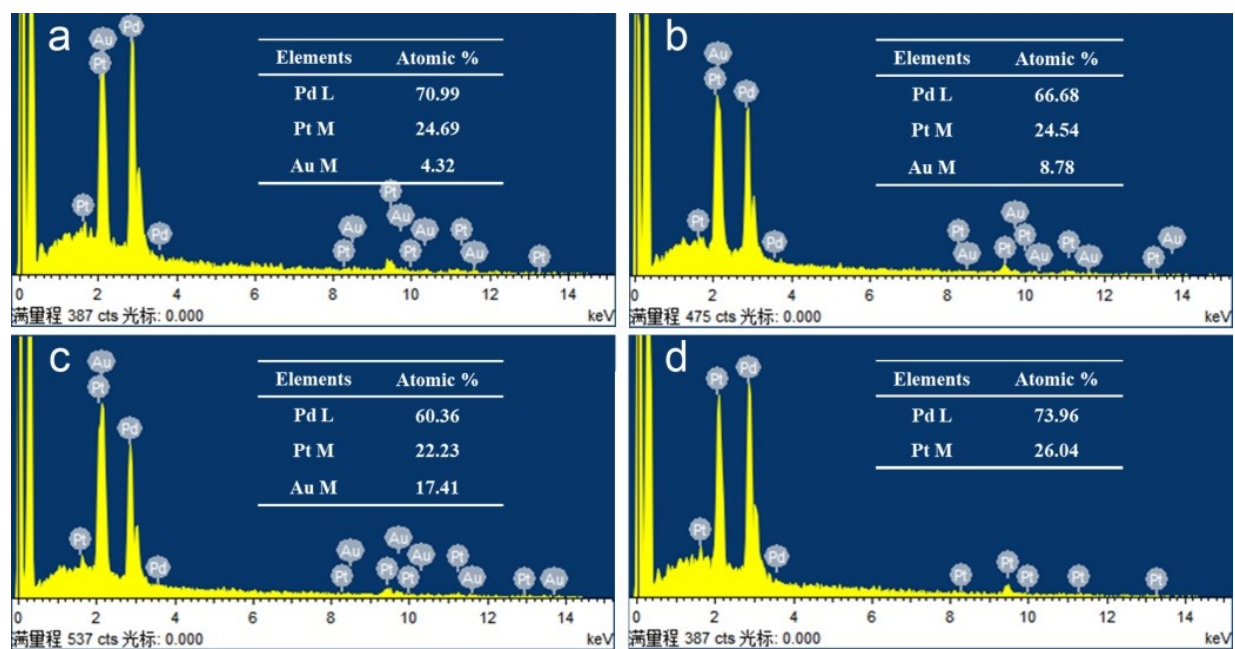 a
Au
Pd
Pt
Elements Atomic %
Pd L 70.99
Pt M 24.69
Au M 4.32
Pt
Pt
Au
Au
Au
Pt
Pt
Pd
Pt
Pt
Au
Pt
0 2 4 6 8 10 12 14
满量程 387 cts 光标: 0.000 keV
b
Au
Pt
Pd
Elements Atomic %
Pd L 66.68
Pt M 24.54
Au M 8.78
Au
Pt
Pt
Pt
Pt
Au
Pd
Au
Pt
Au
Au
Pt
0 2 4 6 8 10 12 14
满量程 475 cts 光标: 0.000 keV
c
Au
Pt
Pd
Elements Atomic %
Pd L 60.36
Pt M 22.23
Au M 17.41
Pt
Au
Au
Au
Pt
Pd
Pt
Pt
Pt
Au
Pt
Au
0 2 4 6 8 10 12 14
满量程 537 cts 光标: 0.000 keV
d
Pt
Pd
Elements Atomic %
Pd L 73.96
Pt M 26.04
Pt
Pd
Pt
Pt
Pt
Pt
Pt
0 2 4 6 8 10 12 14
满量程 387 cts 光标: 0.000 keV